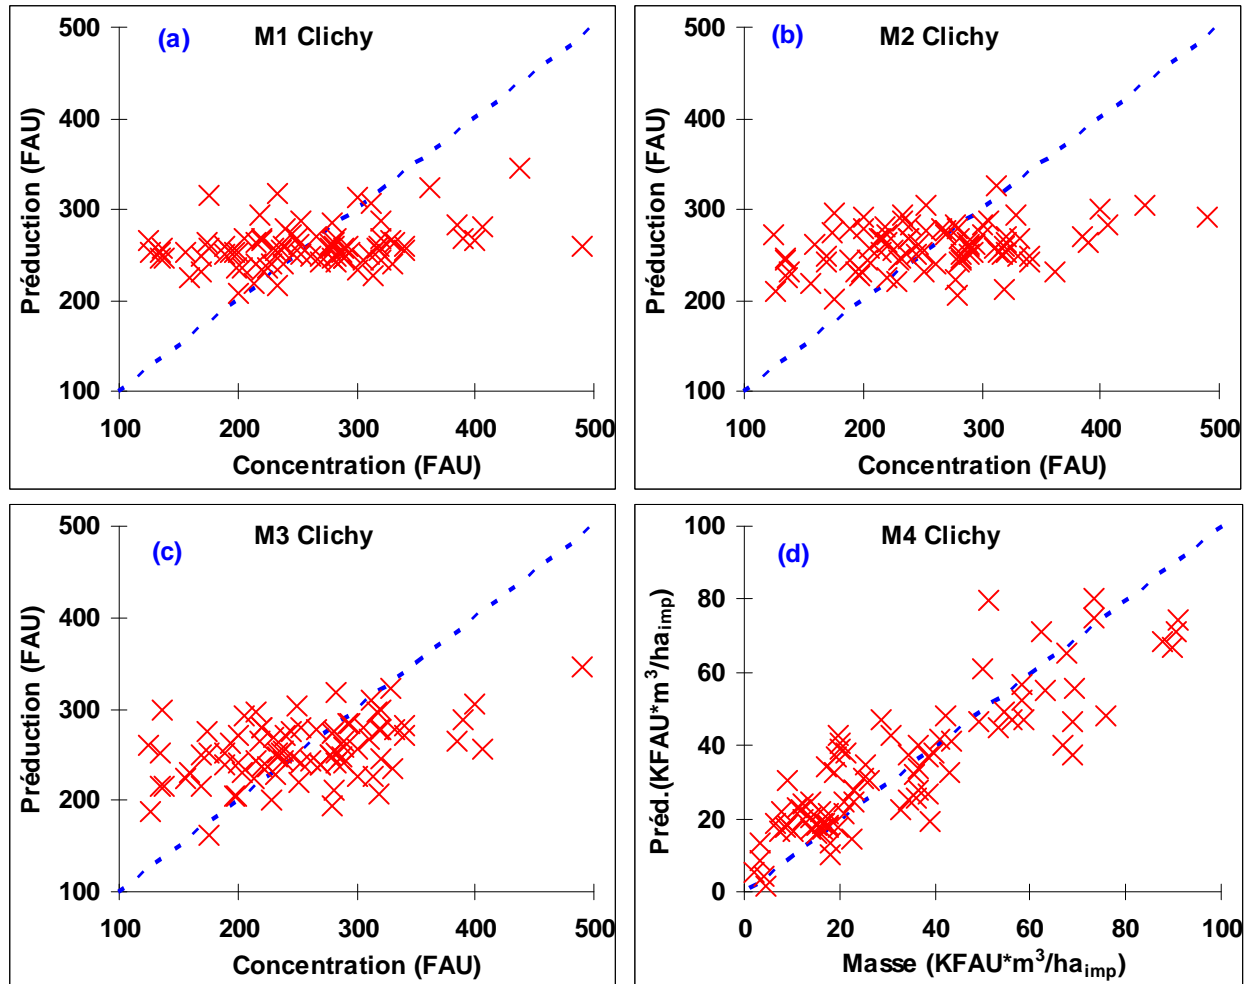 (a) M1 Clichy
Préduction (FAU)
500
400
300
200
100
100 200 300 400 500
Concentration (FAU)
(b) M2 Clichy
Préduction (FAU)
500
400
300
200
100
100 200 300 400 500
Concentration (FAU)
(c) M3 Clichy
Préduction (FAU)
500
400
300
200
100
100 200 300 400 500
Concentration (FAU)
(d) M4 Clichy
Préd.(KFAU*m³/ha_imp)
100
80
60
40
20
0
0 20 40 60 80 100
Masse (KFAU*m³/ha_imp)